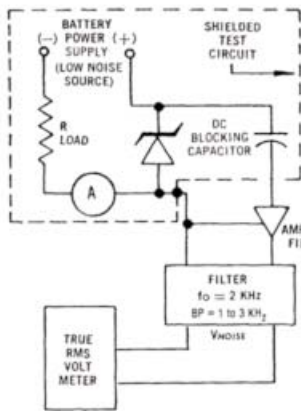 BATTERY
(−) POWER (+)
SUPPLY
(LOW NOISE
SOURCE)
SHIELDED
TEST
CIRCUIT
R
LOAD
DC
BLOCKING
CAPACITOR
A
FILTER
fo = 2 KHz
BP = 1 to 3 KHz
VNOISE
TRUE
RMS
VOLT
METER